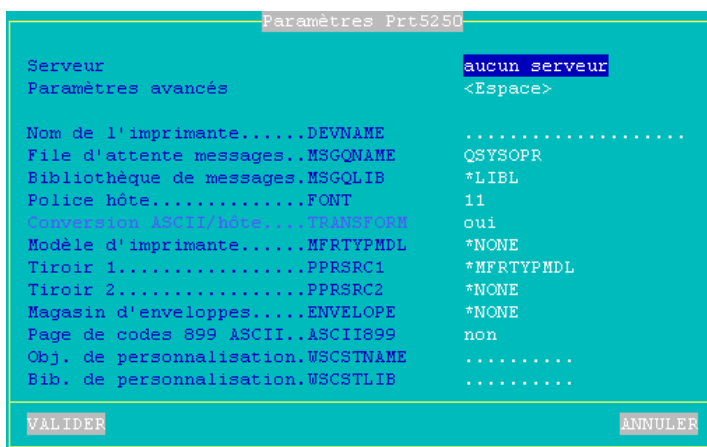 Paramètres Prt5250
Serveur aucun serveur
Paramètres avancés <Espace>
Nom de l'imprimante......DEVNAME ....................
File d'attente messages..MSGQNAME QSYSOPR
Bibliothèque de messages.MSGQLIB *LIBL
Police hôte..............FONT 11
Conversion ASCII/hôte....TRANSFORM oui
Modèle d'imprimante......MFRTYPMDL *NONE
Tiroir 1.................PPRSRC1 *MFRTYPMDL
Tiroir 2.................PPRSRC2 *NONE
Magasin d'enveloppes.....ENVELOPE *NONE
Page de codes 899 ASCII..ASCII899 non
Obj. de personnalisation.WSCSTNAME ..........
Bib. de personnalisation.WSCSTLIB ..........
VALIDER ANNULER